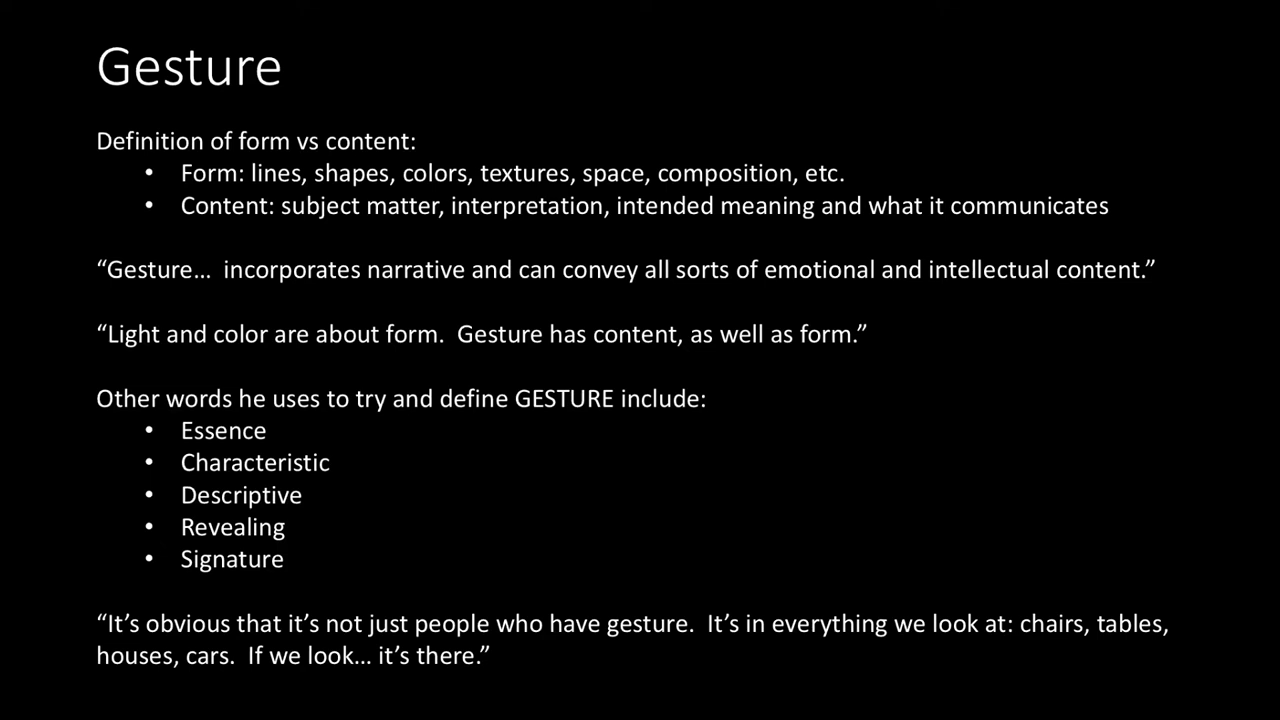 Gesture
Definition of form vs content:
• Form: lines, shapes, colors, textures, space, composition, etc.
• Content: subject matter, interpretation, intended meaning and what it communicates
“Gesture…  incorporates narrative and can convey all sorts of emotional and intellectual content.”
“Light and color are about form.  Gesture has content, as well as form.”
Other words he uses to try and define GESTURE include:
• Essence
• Characteristic
• Descriptive
• Revealing
• Signature
“It’s obvious that it’s not just people who have gesture.  It’s in everything we look at: chairs, tables,
houses, cars.  If we look… it’s there.”